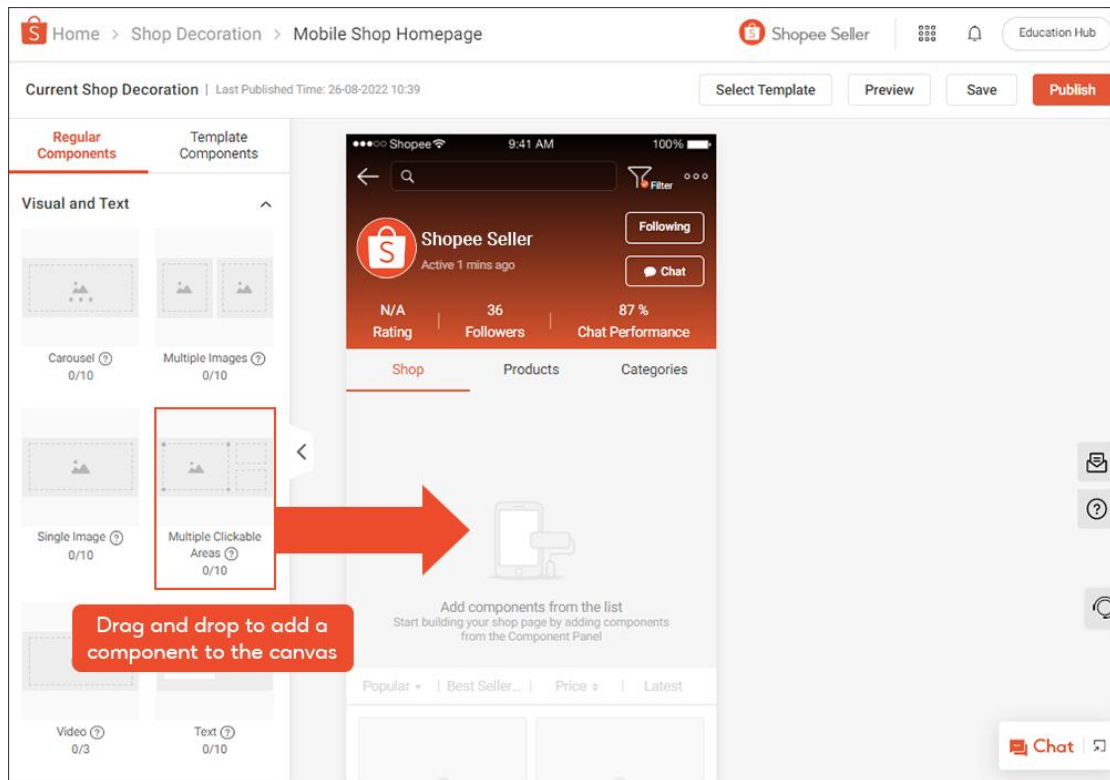 Home > Shop Decoration > Mobile Shop Homepage
Shopee Seller
Education Hub
Current Shop Decoration | Last Published Time: 26-08-2022 10:39
Select Template
Preview
Save
Publish
Regular
Components
Template
Components
Visual and Text
Carousel ?
0/10
Multiple Images ?
0/10
Single Image ?
0/10
Multiple Clickable
Areas ?
0/10
Drag and drop to add a
component to the canvas
Video ?
0/3
Text ?
0/10
Shopee
9:41 AM
100%
Filter
Shopee Seller
Active 1 mins ago
Following
Chat
N/A
Rating
36
Followers
87 %
Chat Performance
Shop
Products
Categories
Add components from the list
Start building your shop page by adding components
from the Component Panel
Popular | Best Seller... | Price | Latest
Chat